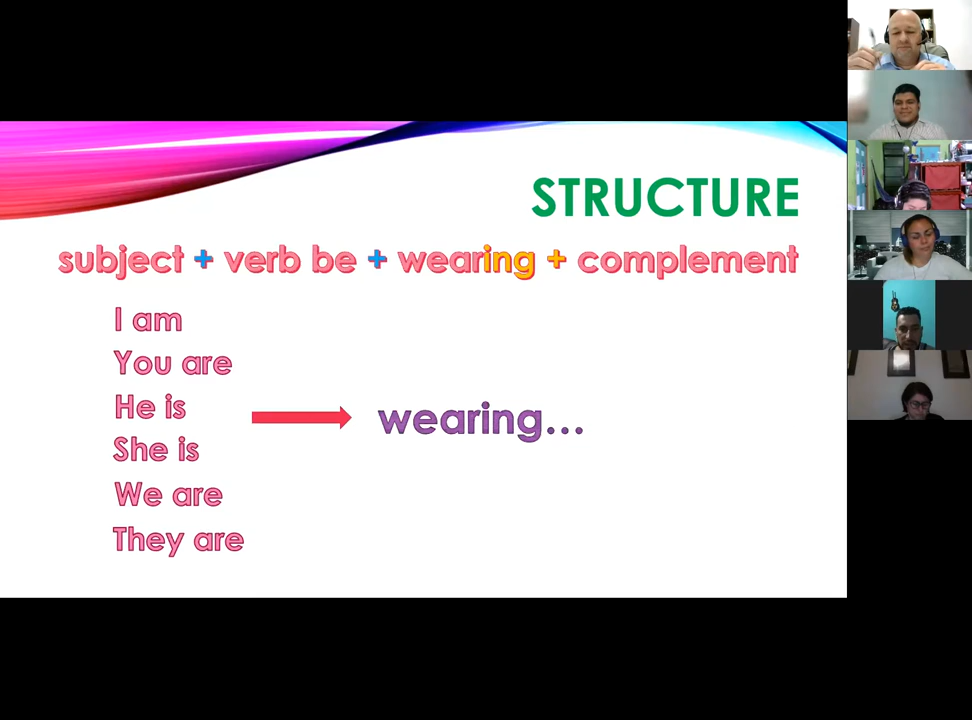 STRUCTURE
subject + verb be + wearing + complement
I am
You are
He is
She is
We are
They are
wearing...